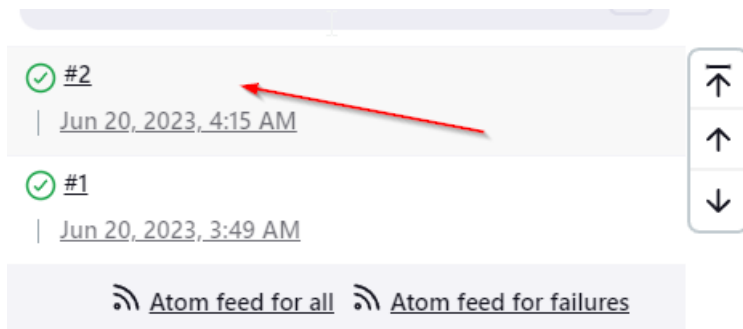 #2
Jun 20, 2023, 4:15 AM
#1
Jun 20, 2023, 3:49 AM
Atom feed for all Atom feed for failures